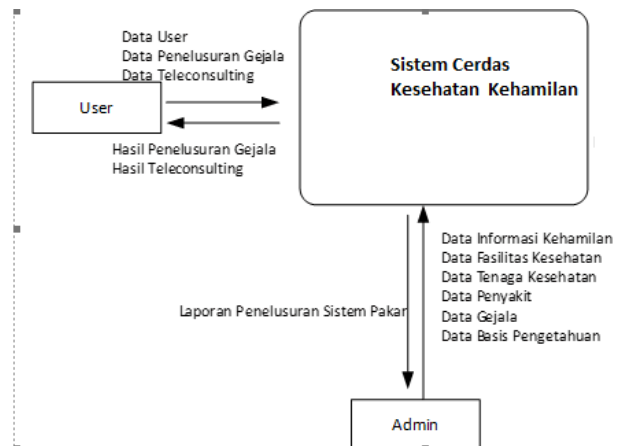 Data User
Data Penelusuran Gejala
Data Teleconsulting
User
Hasil Penelusuran Gejala
Hasil Teleconsulting
Sistem Cerdas
Kesehatan Kehamilan
Data Informasi Kehamilan
Data Fasilitas Kesehatan
Data Tenaga Kesehatan
Data Penyakit
Data Gejala
Data Basis Pengetahuan
Laporan Penelusuran Sistem Pakar
Admin